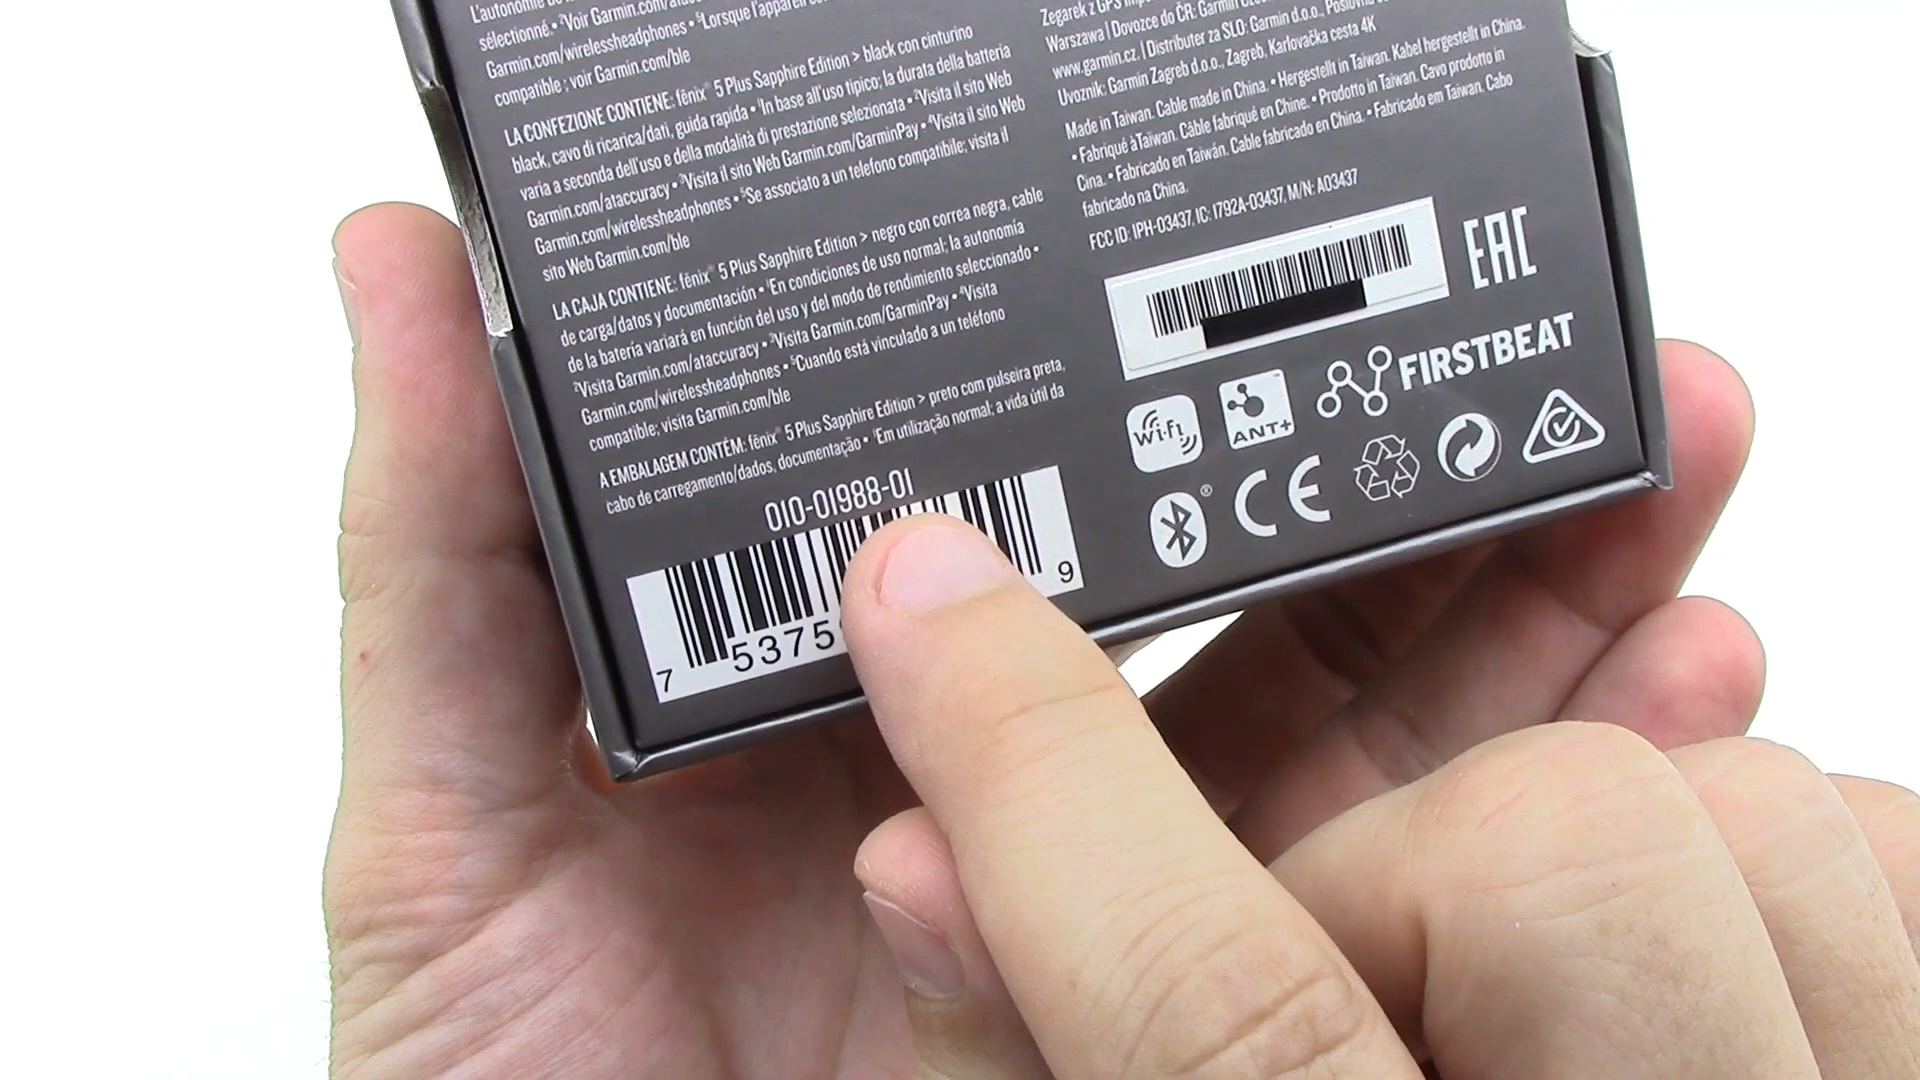 L'autonomie de l
sélectionné. • ²Voir Garmin.com/
Garmin.com/wirelessheadphones • ⁵Lorsque l'appareil
compatible ; voir Garmin.com/ble
LA CONFEZIONE CONTIENE: fēnix® 5 Plus Sapphire Edition > black con cinturino
black, cavo di ricarica/dati, guida rapida • ¹In base all'uso tipico; la durata della batteria
varia a seconda dell'uso e della modalità di prestazione selezionata • ²Visita il sito Web
Garmin.com/ataccuracy • ³Visita il sito Web Garmin.com/GarminPay • ⁴Visita il sito Web
Garmin.com/wirelessheadphones • ⁵Se associato a un telefono compatibile; visita il
sito Web Garmin.com/ble
LA CAJA CONTIENE: fēnix® 5 Plus Sapphire Edition > negro con correa negra, cable
de carga/datos y documentación • ¹En condiciones de uso normal; la autonomía
de la batería variará en función del uso y del modo de rendimiento seleccionado •
²Visita Garmin.com/ataccuracy • ³Visita Garmin.com/GarminPay • ⁴Visita
Garmin.com/wirelessheadphones • ⁵Cuando está vinculado a un teléfono
compatible; visita Garmin.com/ble
A EMBALAGEM CONTÉM: fēnix® 5 Plus Sapphire Edition > preto com pulseira preta,
cabo de carregamento/dados, documentação • ¹Em utilização normal; a vida útil da
010-01988-01
7 5375 9
Zegarek z GPS
Warszawa | Dovozce do ČR: Garmin
www.garmin.cz. | Distributer za SLO: Garmin d.o.o.,
Uvoznik: Garmin Zagreb d.o.o., Zagreb, Karlovačka cesta 4K
Made in Taiwan. Cable made in China. • Hergestellt in Taiwan. Kabel hergestellt in China.
• Fabriqué à Taïwan. Câble fabriqué en Chine. • Prodotto in Taiwan. Cavo prodotto in
Cina. • Fabricado en Taiwán. Cable fabricado en China. • Fabricado em Taiwan. Cabo
fabricado na China.
FCC ID: IPH-03437, IC: 1792A-03437, M/N: A03437
EAC
WiFi ANT+ FIRSTBEAT
® CE